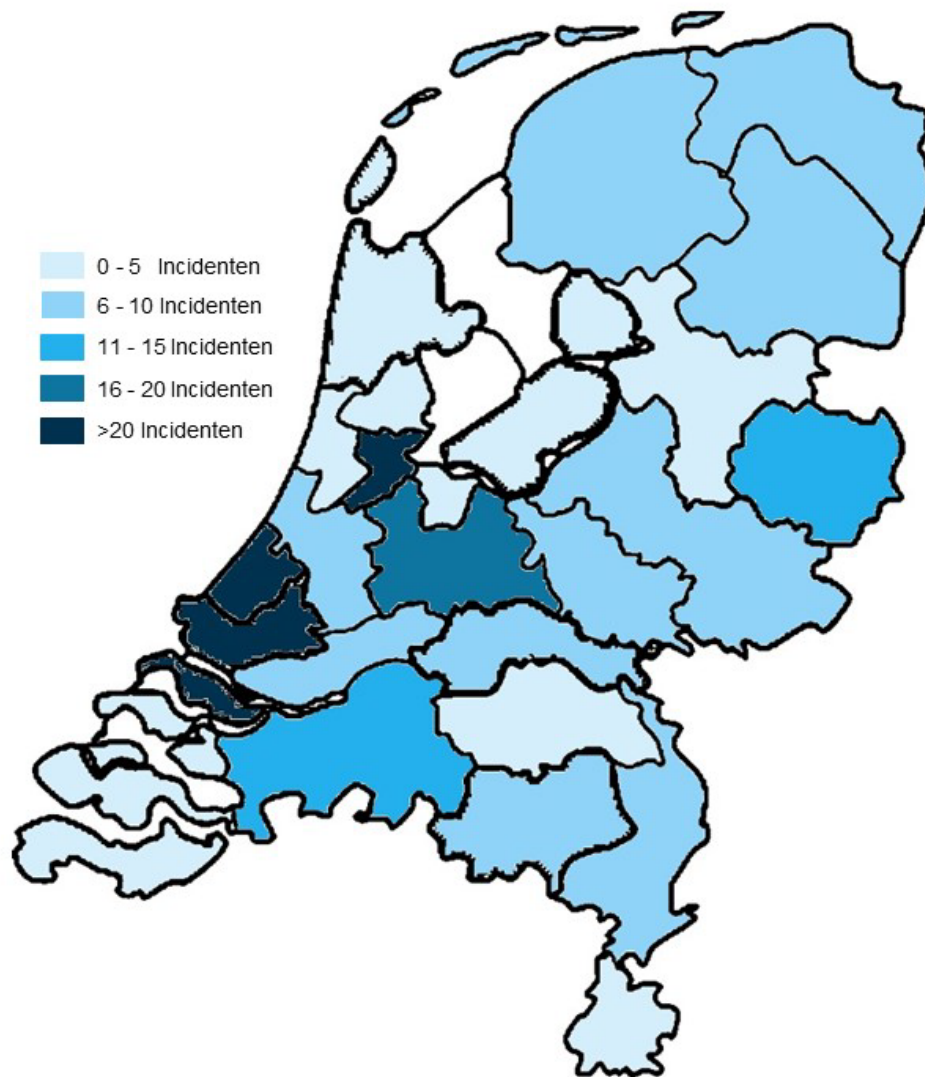 0 - 5 Incidenten
6 - 10 Incidenten
11 - 15 Incidenten
16 - 20 Incidenten
>20 Incidenten